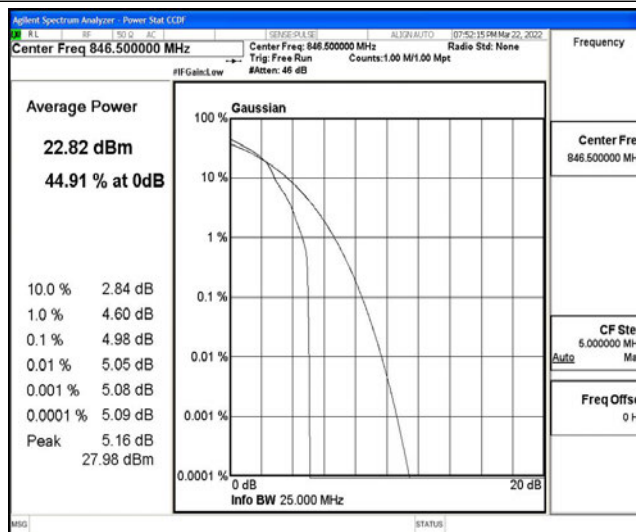 Agilent Spectrum Analyzer - Power Stat CCDF
RL RF 50 Ω AC SENSE:PULSE ALIGN AUTO 07:52:15 PM Mar 22, 2022
Center Freq 846.500000 MHz
Center Freq: 846.500000 MHz Radio Std: None
Trig: Free Run Counts:1.00 M/1.00 Mpt
#IFGain:Low #Atten: 46 dB
Frequency
Average Power
22.82 dBm
44.91 % at 0dB
10.0 % 2.84 dB
1.0 % 4.60 dB
0.1 % 4.98 dB
0.01 % 5.05 dB
0.001 % 5.08 dB
0.0001 % 5.09 dB
Peak 5.16 dB
27.98 dBm
Gaussian
100 %
10 %
1 %
0.1 %
0.01 %
0.001 %
0.0001 %
0 dB 20 dB
Info BW 25.000 MHz
Center Fre
846.500000 MH
CF Ste
5.000000 MH
Auto Ma
Freq Offse
0 H
MSG STATUS